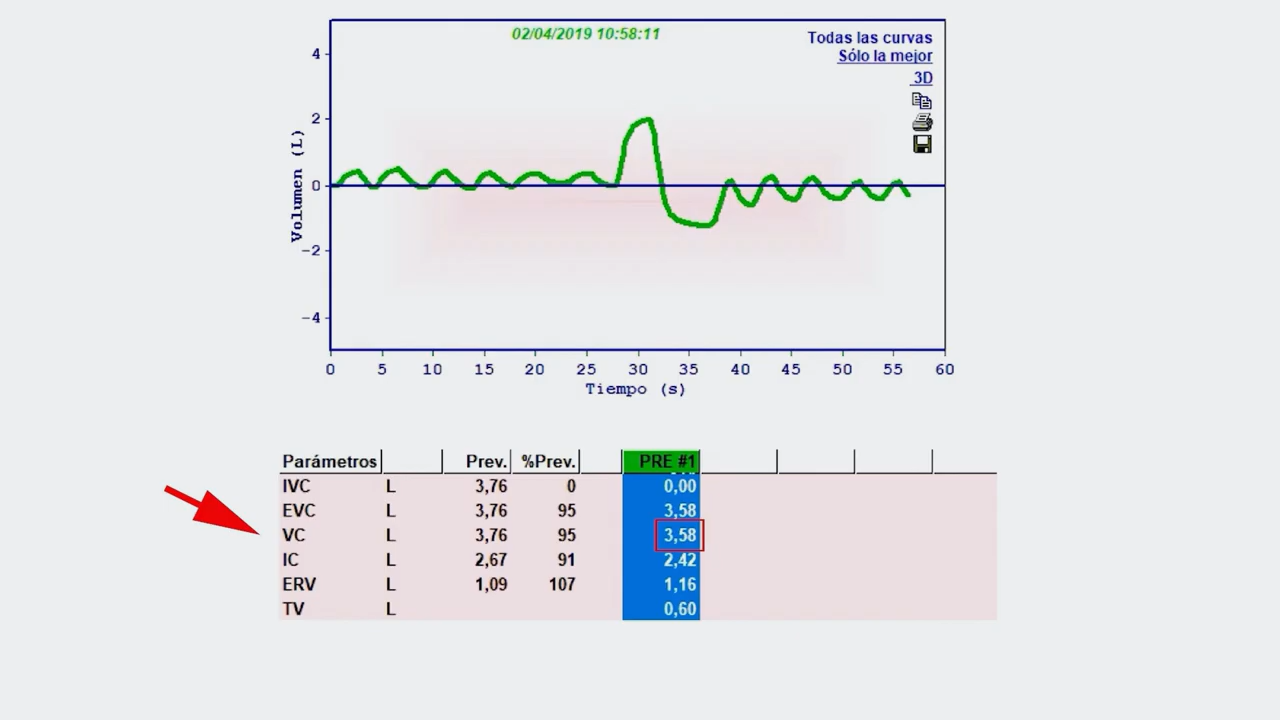 02/04/2019 10:58:11
Todas las curvas
Sólo la mejor
3D
4
2
0
-2
-4
Volumen (L)
0 5 10 15 20 25 30 35 40 45 50 55 60
Tiempo (s)
Parámetros Prev. %Prev. PRE #1
IVC L 3,76 0 0,00
EVC L 3,76 95 3,58
VC L 3,76 95 3,58
IC L 2,67 91 2,42
ERV L 1,09 107 1,16
TV L 0,60